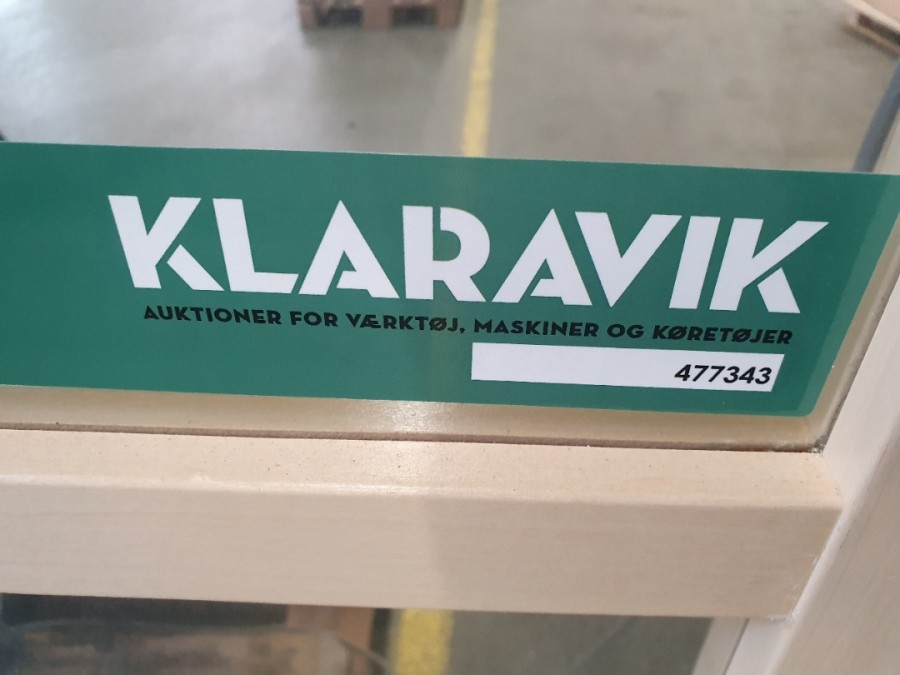 KLARAVIK
AUKTIONER FOR VÆRKTØJ, MASKINER OG KØRETØJER
477343